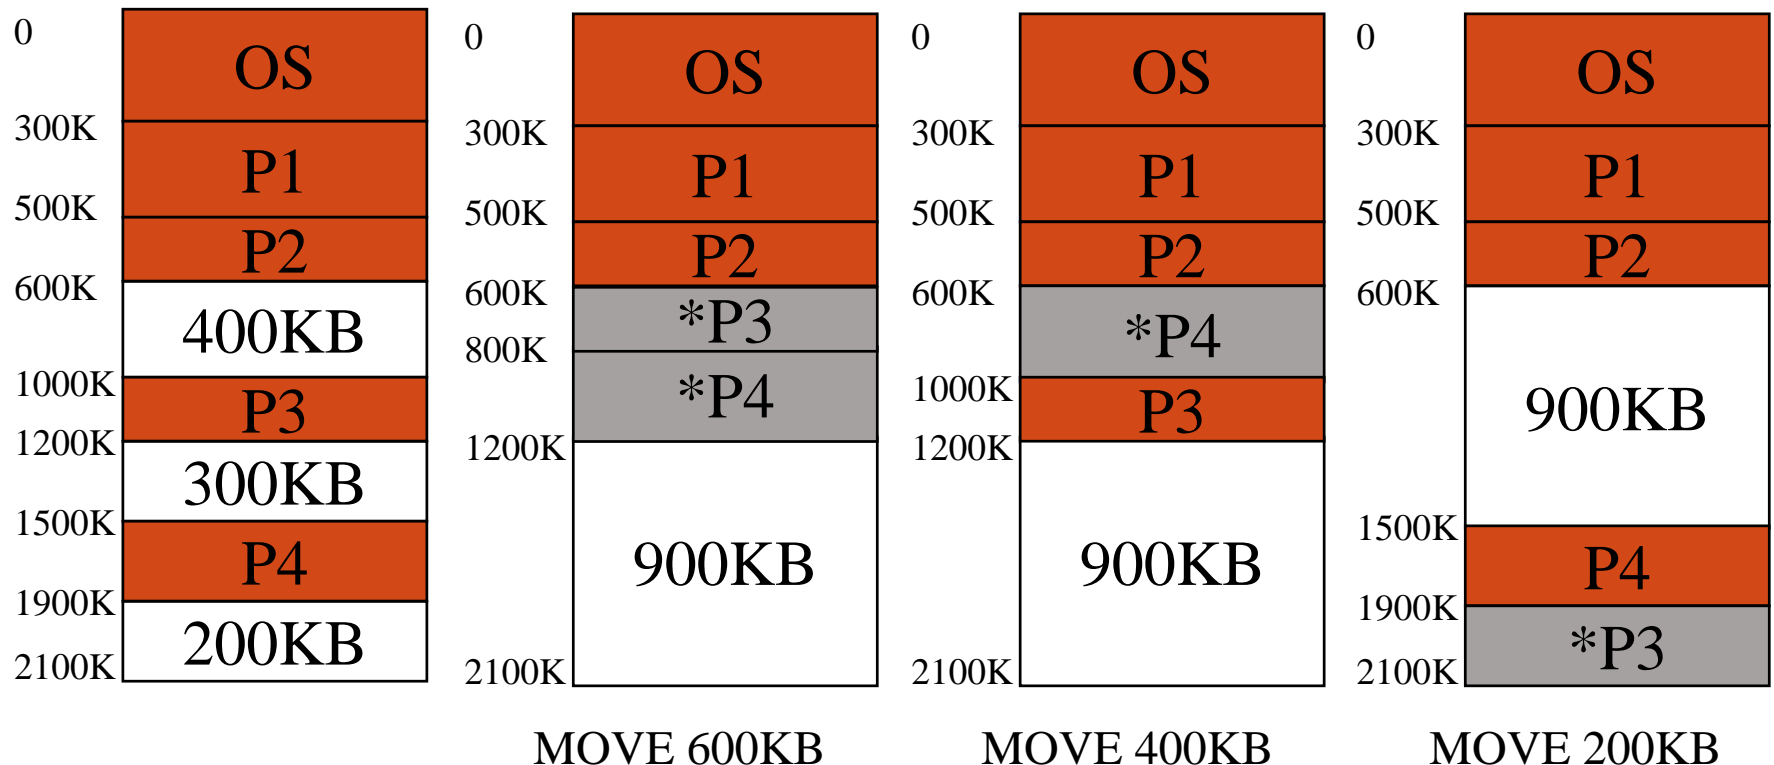 0
OS
300K
P1
500K
P2
600K
400KB
1000K
P3
1200K
300KB
1500K
P4
1900K
200KB
2100K
0
OS
300K
P1
500K
P2
600K
*P3
800K
*P4
1200K
900KB
2100K
MOVE 600KB
0
OS
300K
P1
500K
P2
600K
*P4
1000K
P3
1200K
900KB
2100K
MOVE 400KB
0
OS
300K
P1
500K
P2
600K
900KB
1500K
P4
1900K
*P3
2100K
MOVE 200KB